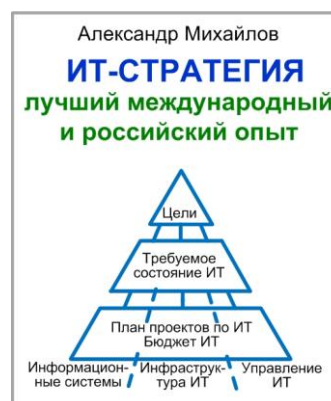 Александр Михайлов
ИТ-СТРАТЕГИЯ
лучший международный
и российский опыт
Цели
Требуемое
состояние ИТ
План проектов по ИТ
Бюджет ИТ
Информацион- Инфраструк- Управление
ные системы тура ИТ ИТ